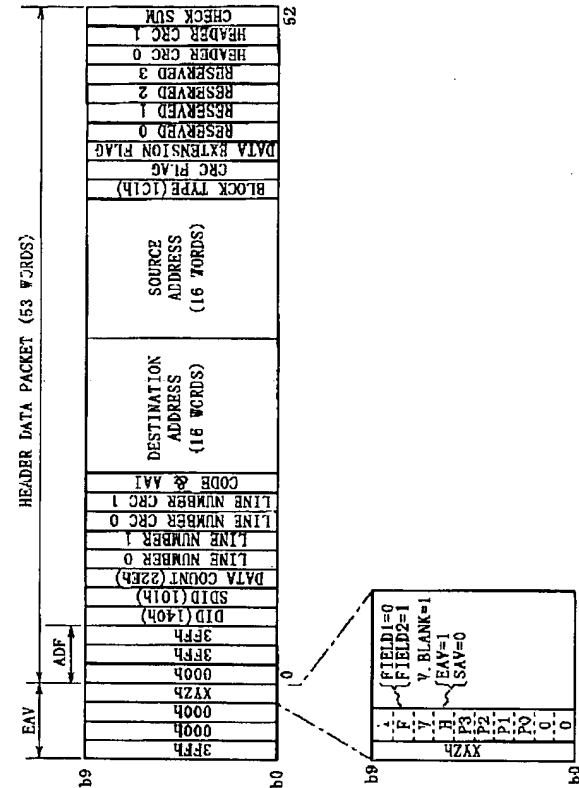 HEADER DATA PACKET (53 WORDS)
EAV
ADF
b9
b0
3FFh
000h
000h
XYZh
000h
3FFh
3FFh
DID(140h)
SDID(101h)
DATA COUNT(22Eh)
LINE NUMBER 0
LINE NUMBER 1
LINE NUMBER CRC 0
LINE NUMBER CRC 1
CODE & AAI
DESTINATION
ADDRESS
(16 WORDS)
SOURCE
ADDRESS
(16 WORDS)
BLOCK TYPE(1C1h)
CRC FLAG
DATA EXTENSION FLAG
RESERVED 0
RESERVED 1
RESERVED 2
RESERVED 3
HEADER CRC 0
HEADER CRC 1
CHECK SUM
0
52
b9
b0
XYZh
F
V
H
P3
P2
P1
P0
0
0
FIELD1=0
FIELD2=1
V. BLANK=1
EAV=1
SAV=0